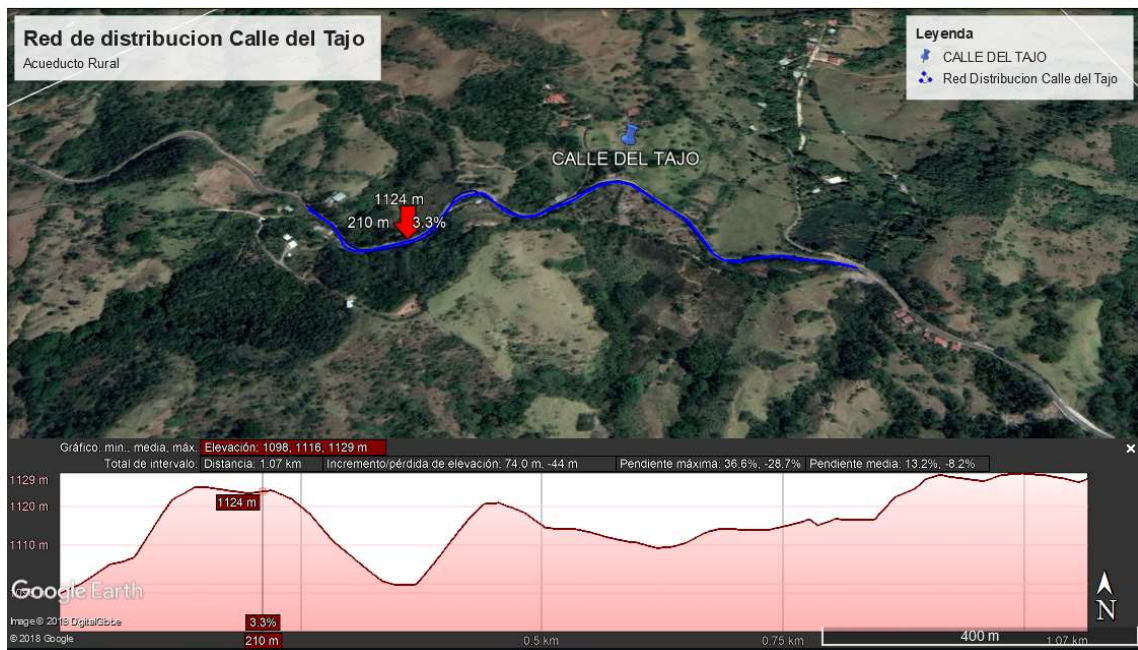 Red de distribucion Calle del Tajo
Acueducto Rural
Leyenda
CALLE DEL TAJO
Red Distribucion Calle del Tajo
CALLE DEL TAJO
1124 m
210 m 3.3%
Gráfico: min., media, máx. Elevación: 1098, 1116, 1129 m
Total de intervalo: Distancia: 1.07 km Incremento/pérdida de elevación: 74.0 m, -44 m Pendiente máxima: 36.6%, -28.7% Pendiente media: 13.2%, -8.2%
1129 m
1120 m
1124 m
1110 m
Google Earth
Image © 2018 DigitalGlobe
© 2018 Google
3.3%
210 m
0.5 km
0.75 km
400 m
1.07 km
N